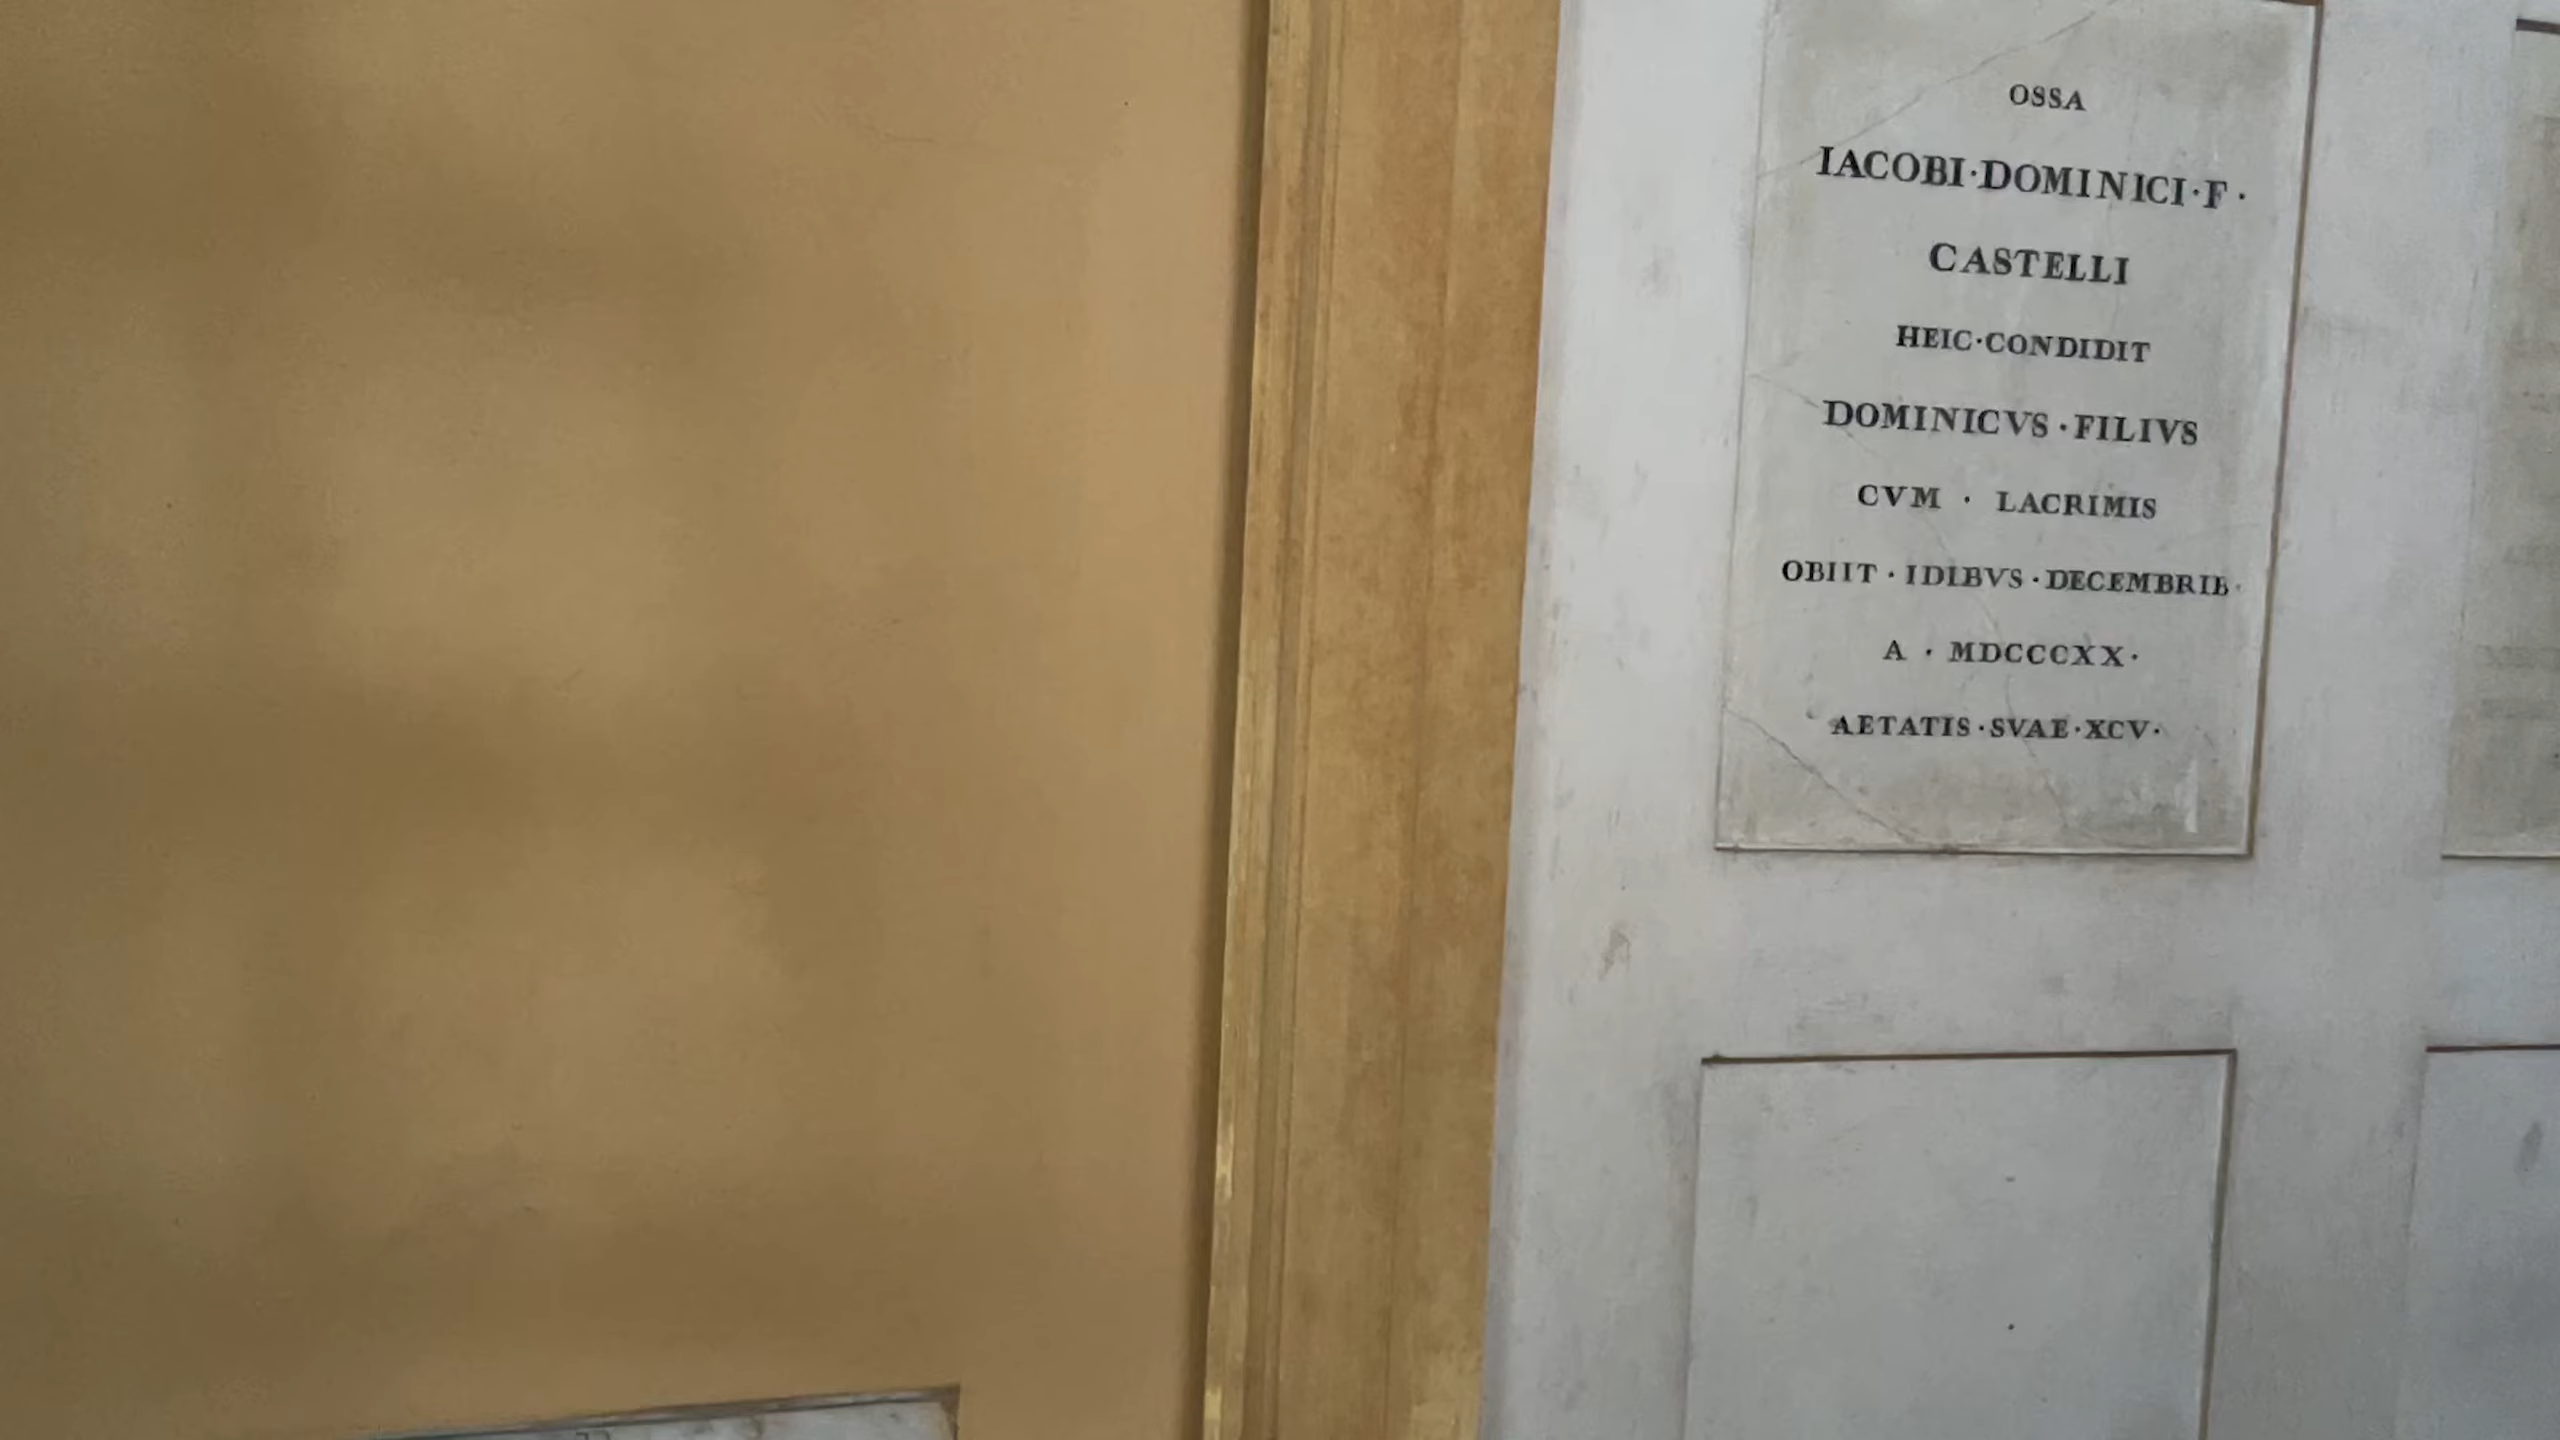 OSSA
IACOBI·DOMINICI·F·
CASTELLI
HEIC·CONDIDIT
DOMINICVS·FILIVS
CVM · LACRIMIS
OBIIT·IDIBVS·DECEMBRIB·
A · MDCCCXX·
AETATIS·SVAE·XCV·